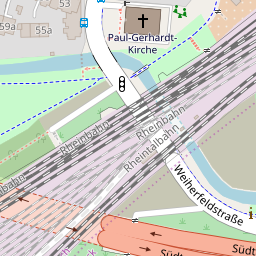 53
59a
55a
Paul-Gerhardt-
Kirche
Rheinbahn
Rheinbahn
Rheintalbahn
Weiherfeldstraße
Südt
Südt